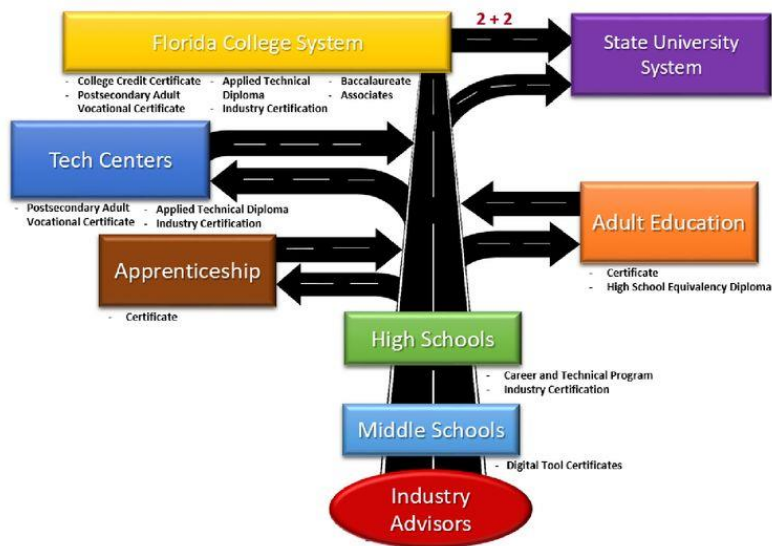 Florida College System
2 + 2
State University
System
- College Credit Certificate
- Postsecondary Adult
Vocational Certificate
- Applied Technical
Diploma
- Industry Certification
- Baccalaureate
- Associates
Tech Centers
- Postsecondary Adult
Vocational Certificate
- Applied Technical Diploma
- Industry Certification
Adult Education
- Certificate
- High School Equivalency Diploma
Apprenticeship
- Certificate
High Schools
- Career and Technical Program
- Industry Certification
Middle Schools
- Digital Tool Certificates
Industry
Advisors